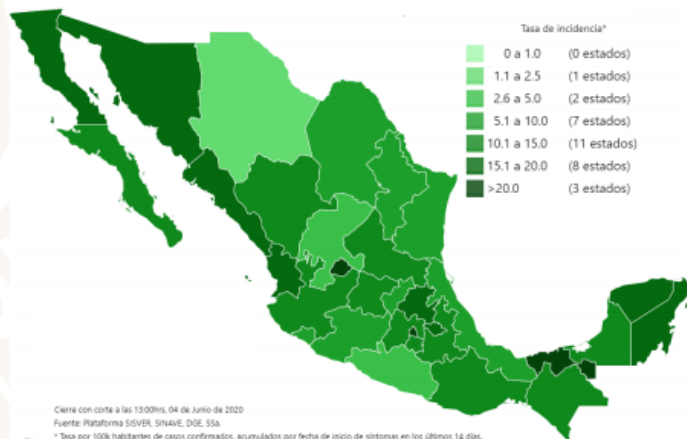 Tasa de incidencia*
0 a 1.0 (0 estados)
1.1 a 2.5 (1 estados)
2.6 a 5.0 (2 estados)
5.1 a 10.0 (7 estados)
10.1 a 15.0 (11 estados)
15.1 a 20.0 (8 estados)
>20.0 (3 estados)
Cierre con corte a las 13:00hrs, 04 de Junio de 2020
Fuente: Plataforma SISVER, SINAVE, DGE, SSa.
* Tasa por 100k habitantes de casos confirmados, acumulados por fecha de inicio de síntomas en los últimos 14 días.